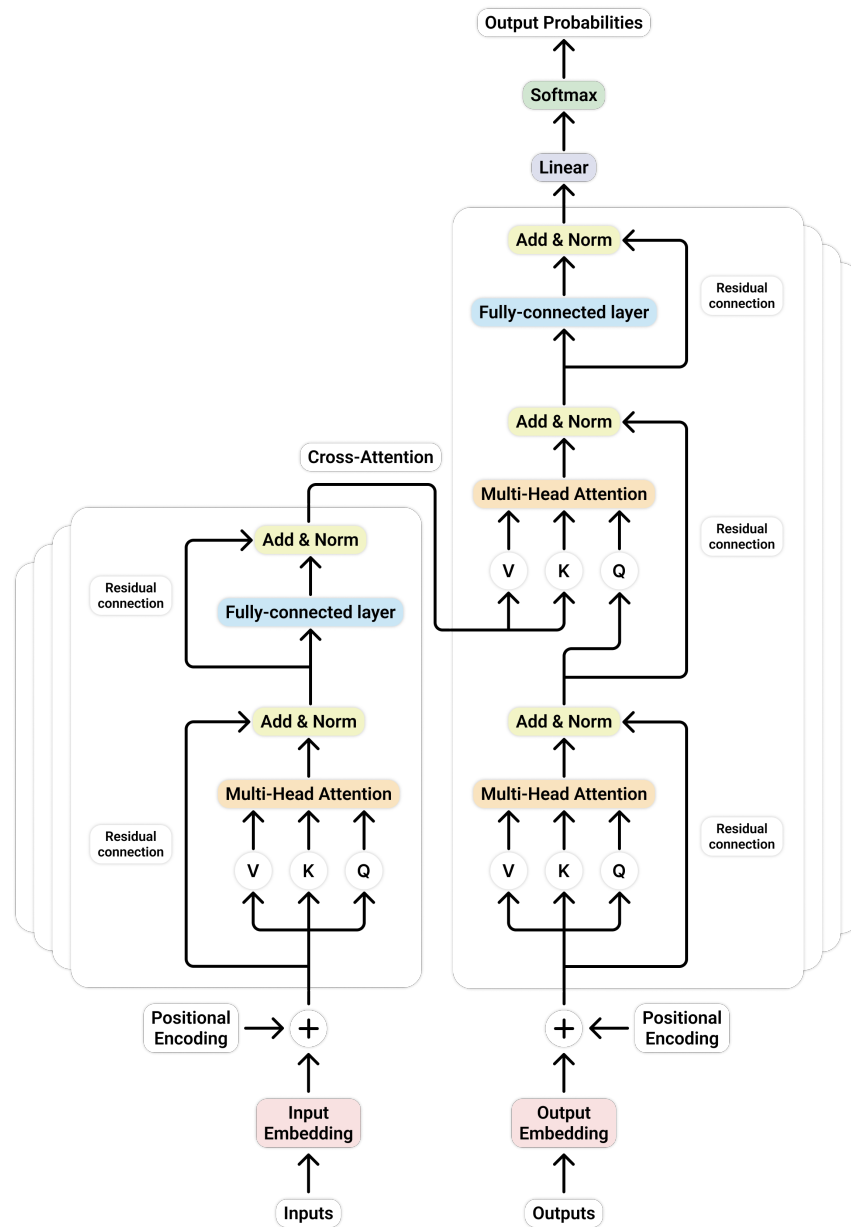 Output Probabilities
Softmax
Linear
Add & Norm
Residual
connection
Fully-connected layer
Add & Norm
Cross-Attention
Multi-Head Attention
Residual
connection
V
K
Q
Add & Norm
Residual
connection
Fully-connected layer
Add & Norm
Multi-Head Attention
Residual
connection
V
K
Q
Add & Norm
Multi-Head Attention
Residual
connection
V
K
Q
Positional
Encoding
+
+
Positional
Encoding
Input
Embedding
Output
Embedding
Inputs
Outputs